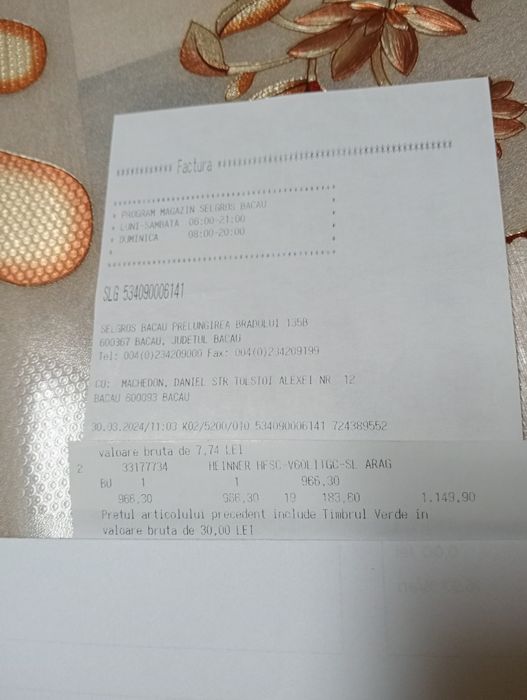 ************ Factura ************************************
* PROGRAM MAGAZIN SELGROS BACAU *
* LUNI-SAMBATA 06:00-21:00 *
* DUMINICA 08:00-20:00
SLG 534090006141
SELGROS BACAU PRELUNGIREA BRADULUI 135B
600367 BACAU, JUDETUL BACAU
Tel: 004(0)234209000 Fax: 004(0)234209199
CU: MACHEDON, DANIEL STR TOLSTOI ALEXEI NR 12
BACAU 600093 BACAU
30.03.2024/11:03 K02/5200/010 534090006141 724389552
valoare bruta de 7,74 LEI
2 33177734 HEINNER HFSC-V60LITGC-SL ARAG
BU 1 1 966,30
966,30 966,30 19 183,60 1.149,90
Pretul articolului precedent include Timbrul Verde in
valoare bruta de 30,00 LEI